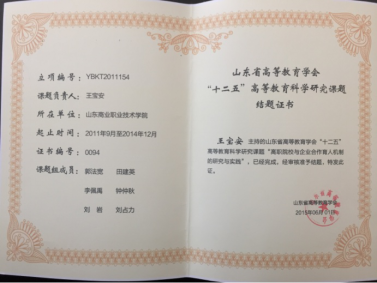 立项编号: YBKT2011154
课题负责人: 王宝安
所在单位: 山东商业职业技术学院
起止时间: 2011年9月至2014年12月
证书编号: 0094
课题组成员: 郭法宽 田建英
李佩禹 钟仲秋
刘岩 刘占力
山东省高等教育学会
“十二五”高等教育科学研究课题
结题证书
王宝安 主持的山东省高等教育学会“十二五”
高等教育科学研究课题“高职院校与企业合作育人机制
的研究与实践”，已经完成，经审核准予结题，特发此
证。
山东省高等教育学会